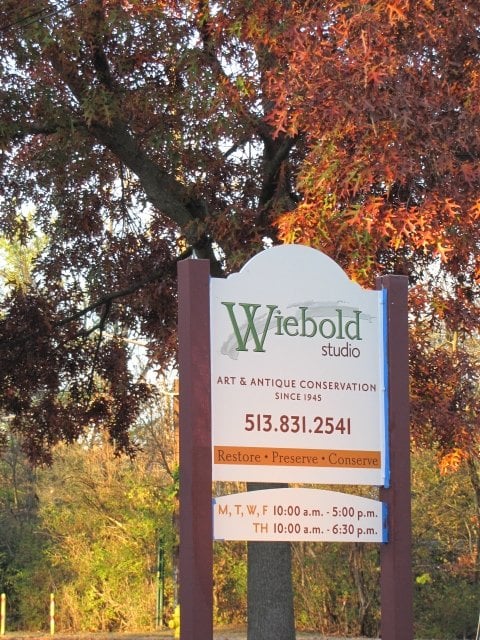 Wiebold
studio
ART & ANTIQUE CONSERVATION
SINCE 1945
513.831.2541
Restore • Preserve • Conserve
M, T, W, F 10:00 a.m. - 5:00 p.m.
TH 10:00 a.m. - 6:30 p.m.